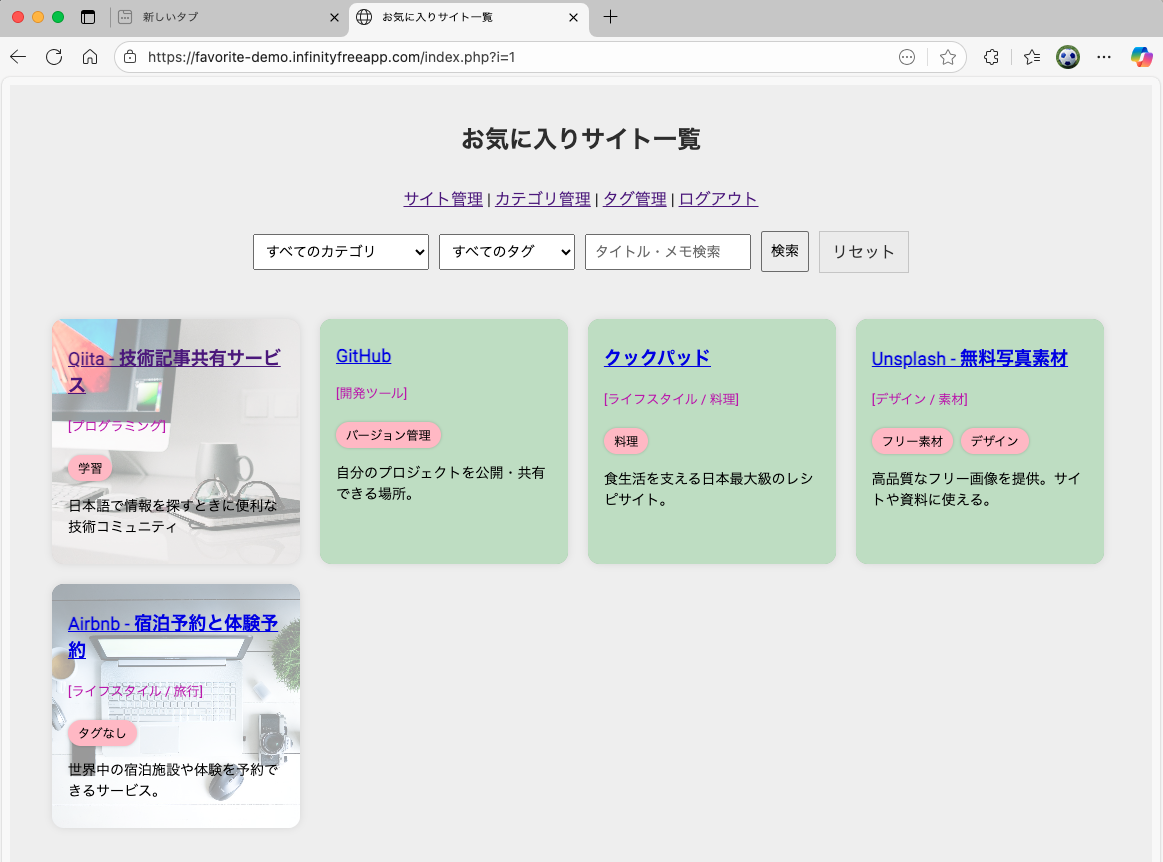 新しいタブ
お気に入りサイト一覧
https://favorite-demo.infinityfreeapp.com/index.php?i=1
お気に入りサイト一覧
サイト管理 | カテゴリ管理 | タグ管理 | ログアウト
すべてのカテゴリ すべてのタグ タイトル・メモ検索 検索 リセット
Qiita - 技術記事共有サービ
ス
[プログラミング]
学習
日本語で情報を探すときに便利な
技術コミュニティ
GitHub
[開発ツール]
バージョン管理
自分のプロジェクトを公開・共有
できる場所。
クックパッド
[ライフスタイル / 料理]
料理
食生活を支える日本最大級のレシ
ピサイト。
Unsplash - 無料写真素材
[デザイン / 素材]
フリー素材 デザイン
高品質なフリー画像を提供。サイ
トや資料に使える。
Airbnb - 宿泊予約と体験予
約
[ライフスタイル / 旅行]
タグなし
世界中の宿泊施設や体験を予約で
きるサービス。